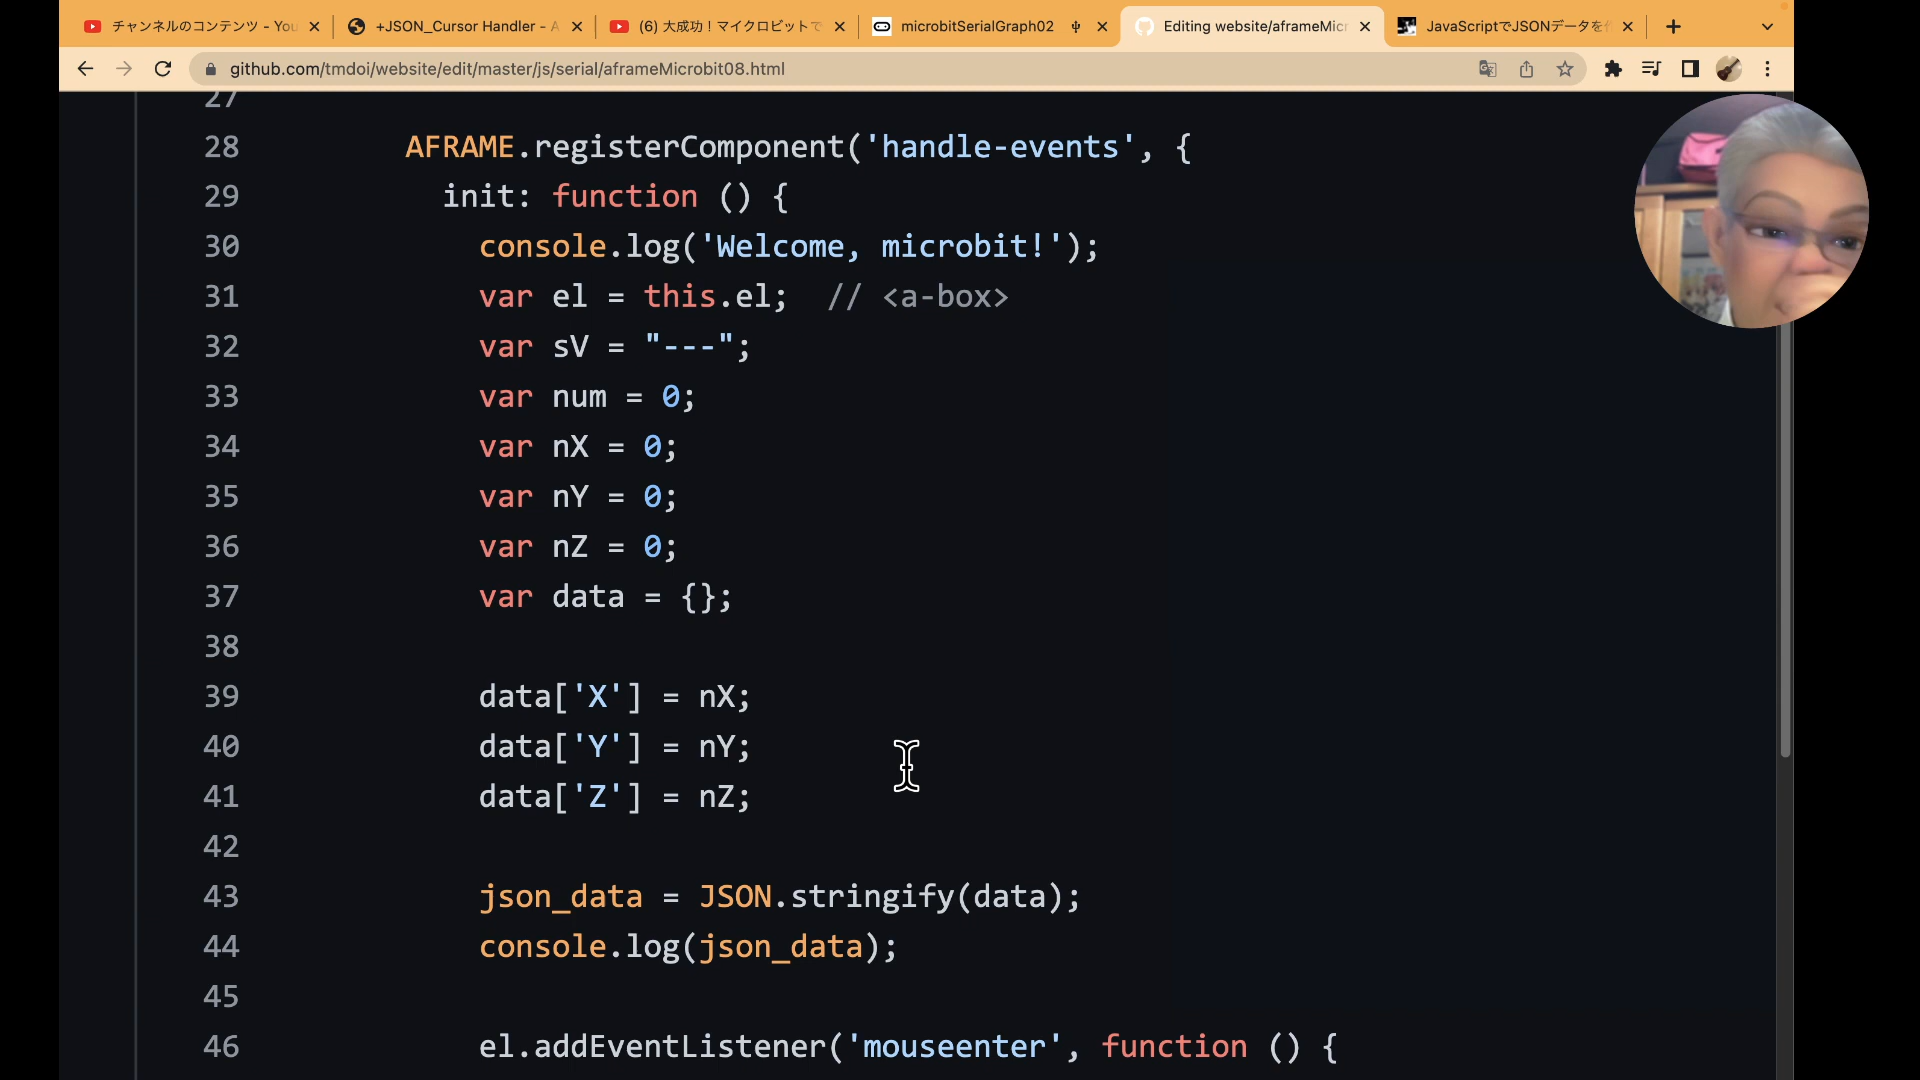 チャンネルのコンテンツ - You
+JSON_Cursor Handler - A
(6) 大成功！マイクロビットで
microbitSerialGraph02
Editing website/aframeMicr
JavaScriptでJSONデータを
github.com/tmdoi/website/edit/master/js/serial/aframeMicrobit08.html
27
28 AFRAME.registerComponent('handle-events', {
29 init: function () {
30 console.log('Welcome, microbit!');
31 var el = this.el;  // <a-box>
32 var sV = "---";
33 var num = 0;
34 var nX = 0;
35 var nY = 0;
36 var nZ = 0;
37 var data = {};
38
39 data['X'] = nX;
40 data['Y'] = nY;
41 data['Z'] = nZ;
42
43 json_data = JSON.stringify(data);
44 console.log(json_data);
45
46 el.addEventListener('mouseenter', function () {